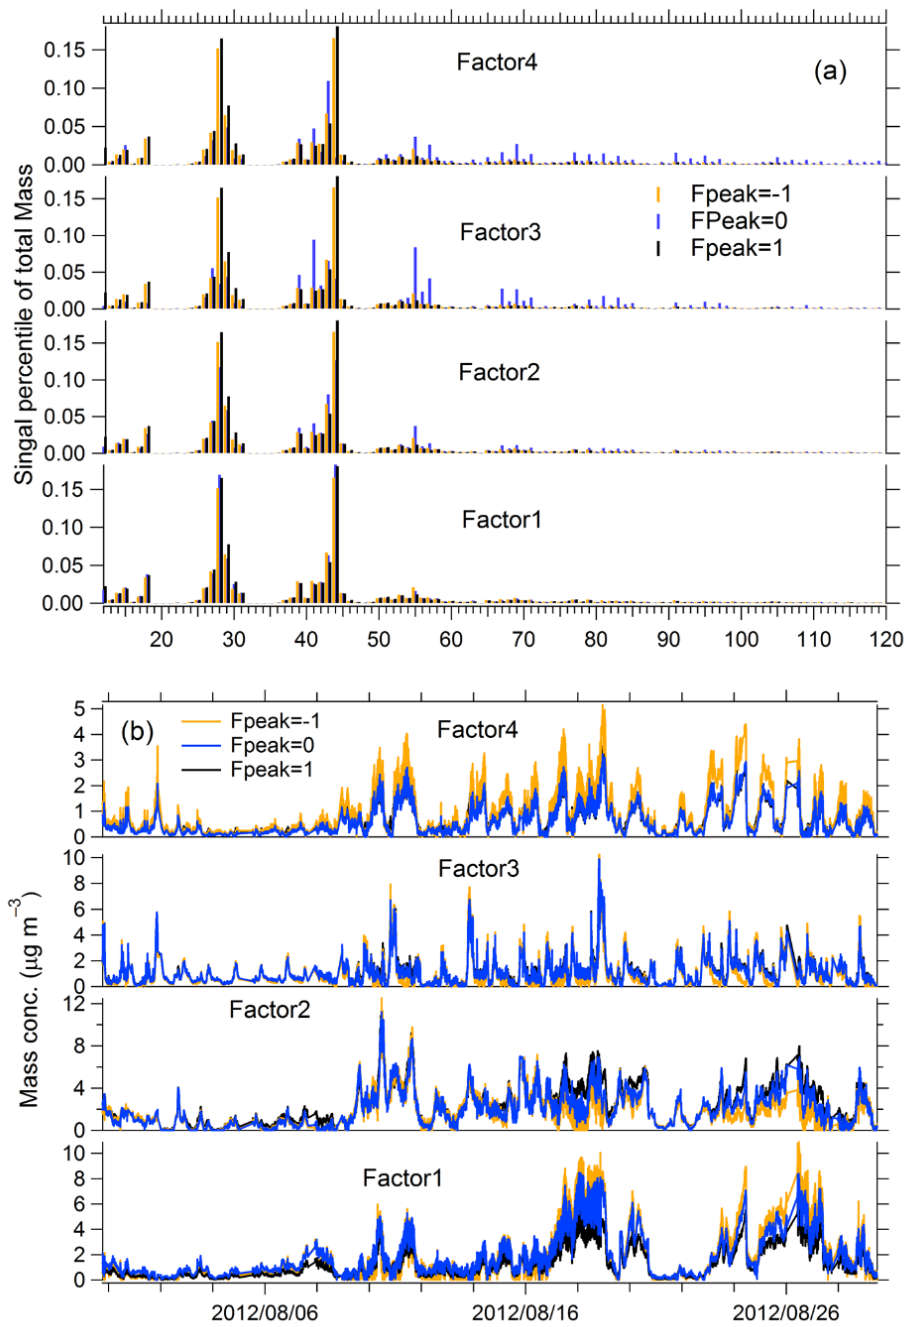 Factor4
(a)
0.15
0.10
0.05
0.00
Singal percentile of total Mass
Factor3
Fpeak=-1
FPeak=0
Fpeak=1
0.15
0.10
0.05
0.00
Factor2
0.15
0.10
0.05
0.00
Factor1
0.15
0.10
0.05
0.00
20 30 40 50 60 70 80 90 100 110 120
(b)
Fpeak=-1
Fpeak=0
Fpeak=1
Factor4
5
4
3
2
1
0
Mass conc. (μg m⁻³)
Factor3
10
8
6
4
2
0
Factor2
12
8
4
0
Factor1
10
8
6
4
2
0
2012/08/06 2012/08/16 2012/08/26